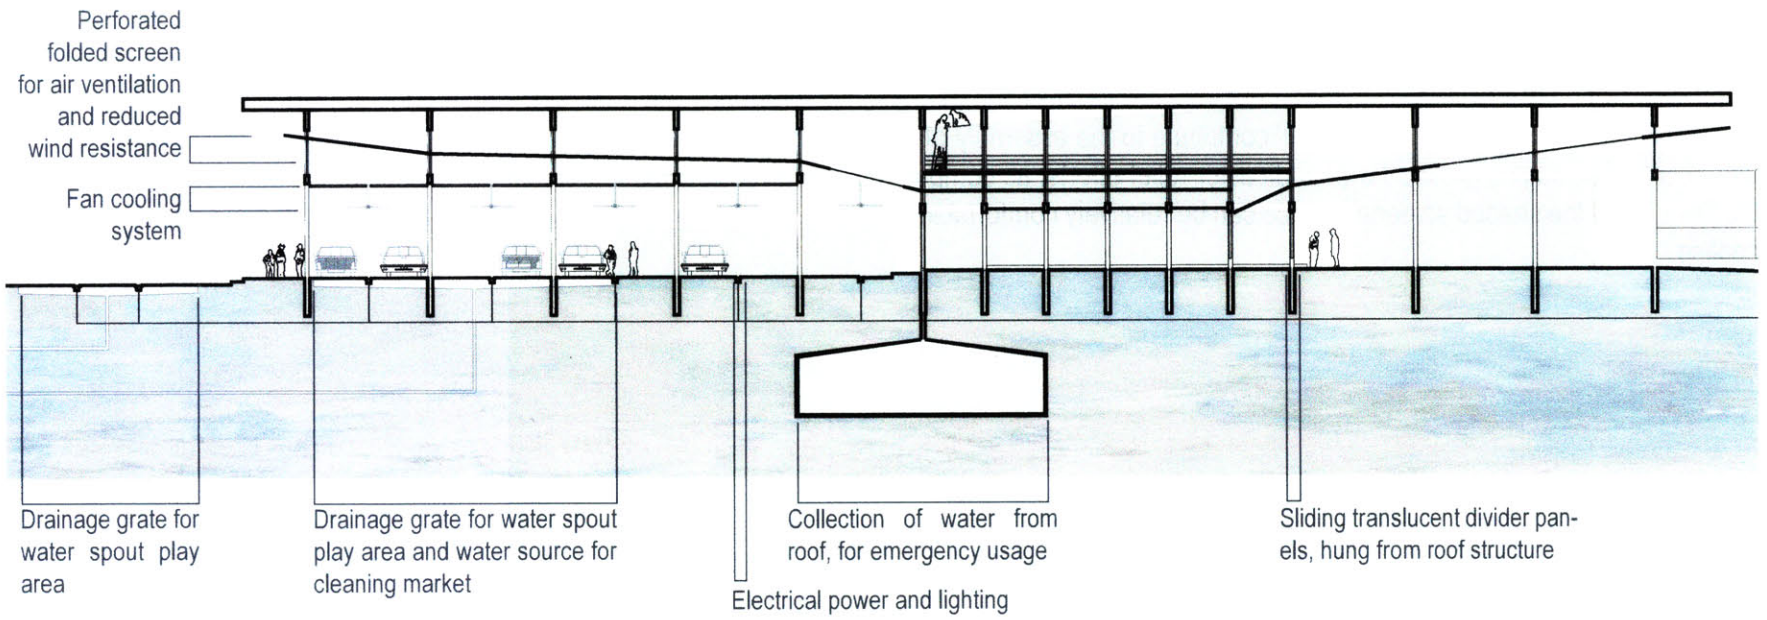 Perforated
folded screen
for air ventilation
and reduced
wind resistance
Fan cooling
system
Drainage grate for
water spout play
area
Drainage grate for water spout
play area and water source for
cleaning market
Electrical power and lighting
Collection of water from
roof, for emergency usage
Sliding translucent divider pan-
els, hung from roof structure